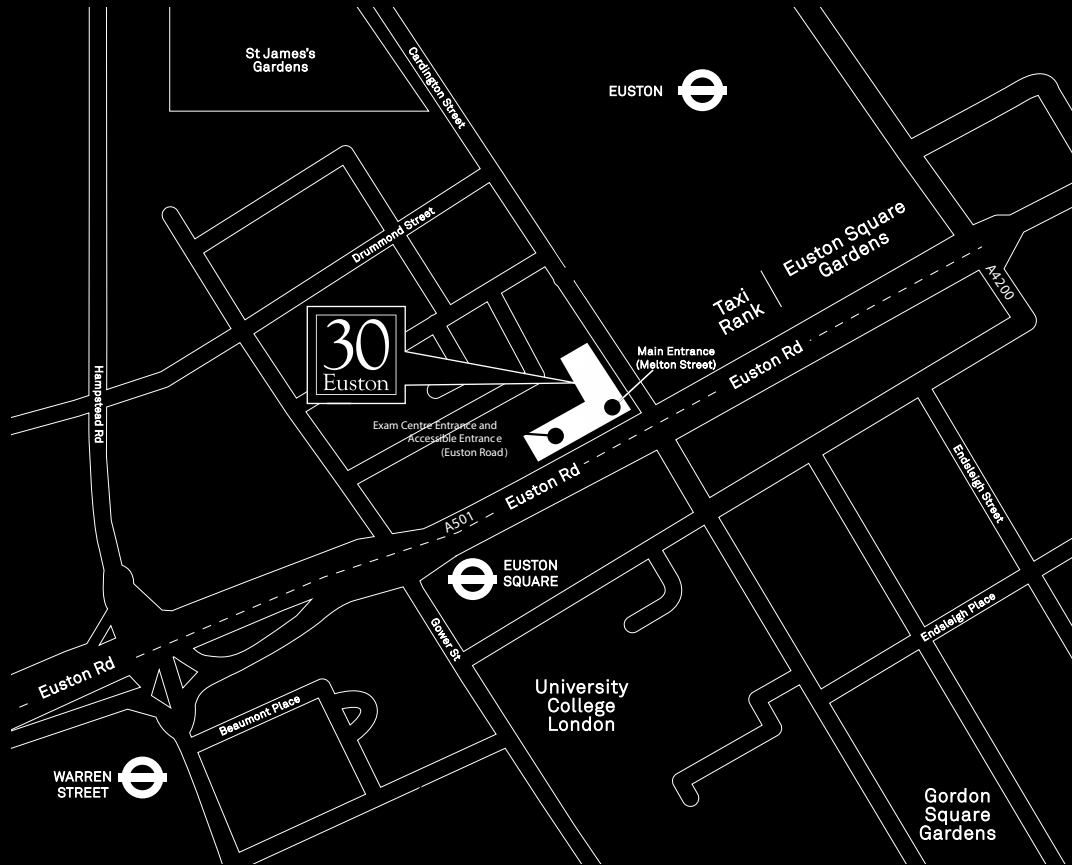 St James's
Gardens
Cardington Street
EUSTON
Drummond Street
Euston Square
Gardens
Taxi
Rank
A4200
30
Euston
Main Entrance
(Melton Street)
Euston Rd
Hampstead Rd
Exam Centre Entrance and
Accessible Entrance
(Euston Road)
Euston Rd
A501
Endsleigh Street
EUSTON
SQUARE
Endsleigh Place
Gower St
Euston Rd
University
College
London
Beaumont Place
WARREN
STREET
Gordon
Square
Gardens